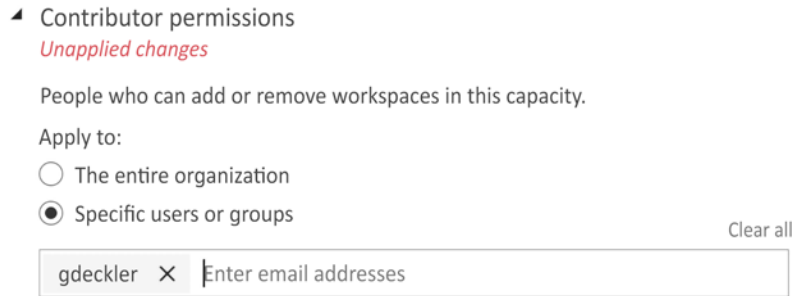 Contributor permissions
Unapplied changes
People who can add or remove workspaces in this capacity.
Apply to:
The entire organization
Specific users or groups
Clear all
gdeckler Enter email addresses